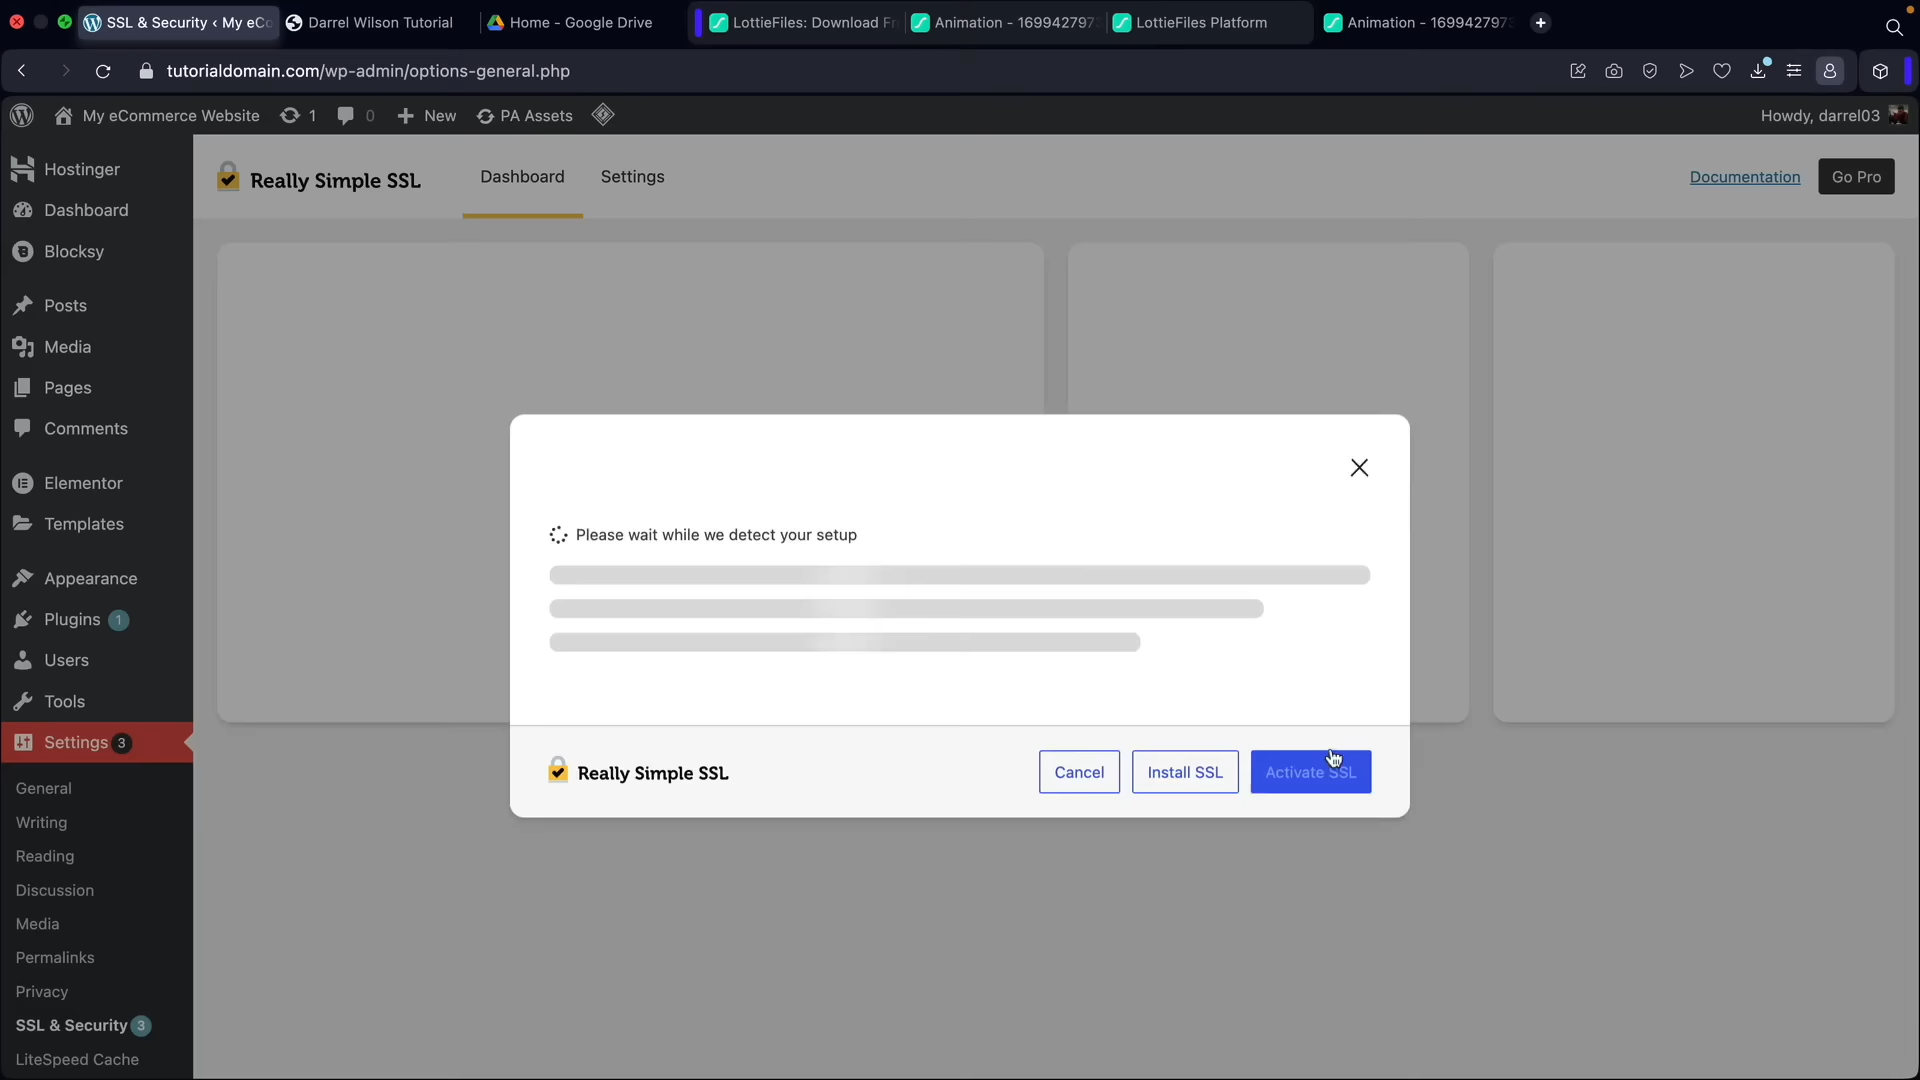 SSL & Security ‹ My eCo
Darrel Wilson Tutorial
Home - Google Drive
LottieFiles: Download Fr
Animation - 1699427973
LottieFiles Platform
Animation - 1699427973
tutorialdomain.com/wp-admin/options-general.php
My eCommerce Website
1
0
New
PA Assets
Howdy, darrel03
Hostinger
Dashboard
Blocksy
Posts
Media
Pages
Comments
Elementor
Templates
Appearance
Plugins 1
Users
Tools
Settings 3
General
Writing
Reading
Discussion
Media
Permalinks
Privacy
SSL & Security 3
LiteSpeed Cache
Really Simple SSL
Dashboard
Settings
Documentation
Go Pro
Please wait while we detect your setup
Really Simple SSL
Cancel
Install SSL
Activate SSL